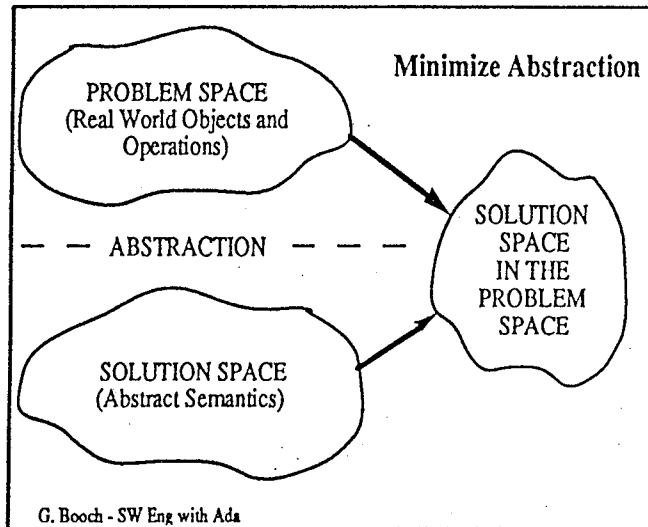 Minimize Abstraction
PROBLEM SPACE
(Real World Objects and
Operations)
— — ABSTRACTION — — —
SOLUTION SPACE
(Abstract Semantics)
SOLUTION
SPACE
IN THE
PROBLEM
SPACE
G. Booch - SW Eng with Ada